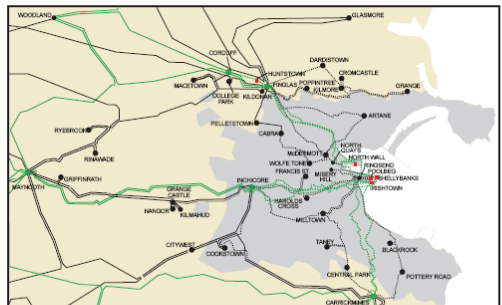 WOODLAND
GLASMORE
CORDUFF
DARDISTOWN
HUNTSTOWN
CROMCASTLE
FINGLAS
POPPINTREE
MACETOWN
COLLEGE
PARK
KILDONAN
KILMORE
GRANGE
ARTANE
PELLETSTOWN
CABRA
RYEBROOK
NORTH
QUAYS
McDERMOTT
NORTH WALL
RINAWADE
WOLFE TONE
RINGSEND
FRANCIS ST
MISERY
HILL
POOLBEG
SHELLYBANKS
MAYNOOTH
GRIFFINRATH
GRANGE
CASTLE
INCHICORE
IRISHTOWN
HAROLDS
CROSS
NANGOR
KILMAHUD
MILLTOWN
CITYWEST
COOKSTOWN
TANEY
BLACKROCK
CENTRAL PARK
POTTERY ROAD
CARRICKMINES